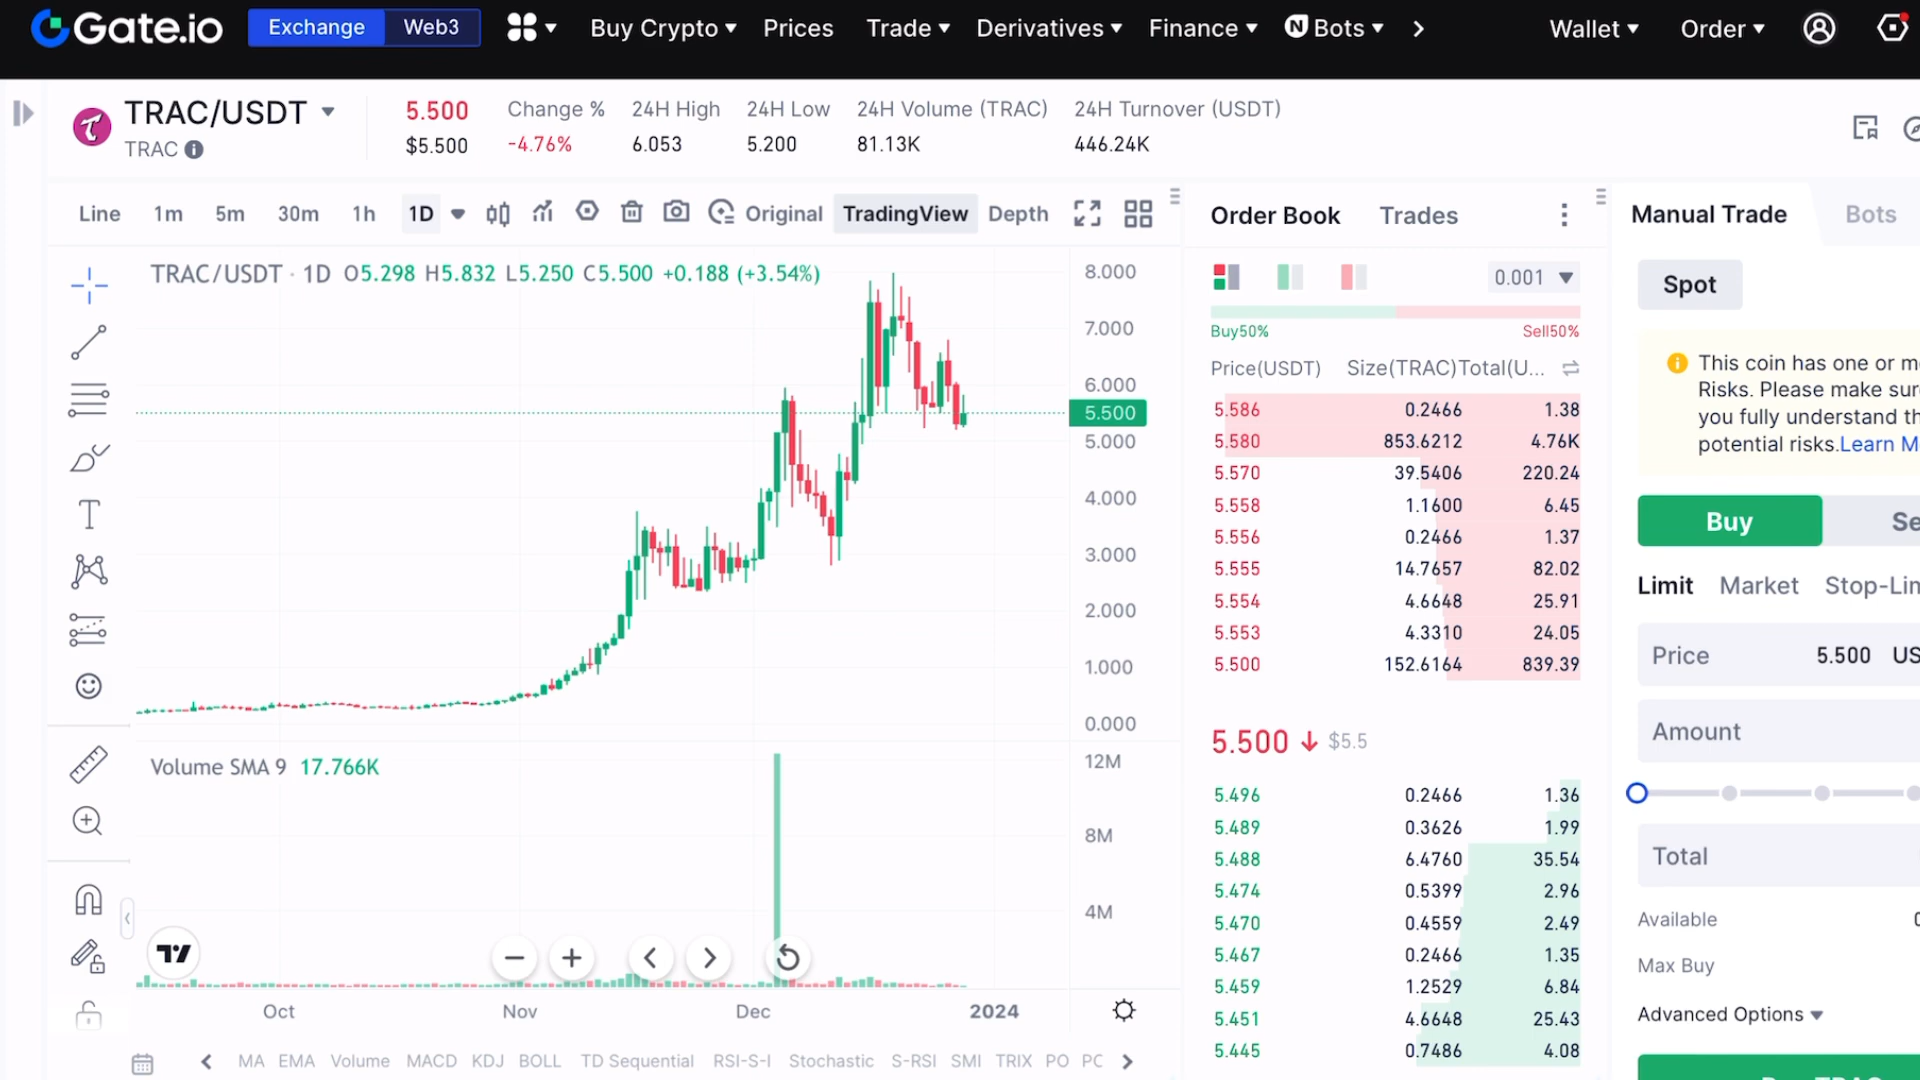 Gate.io Exchange Web3 Buy Crypto Prices Trade Derivatives Finance Bots Wallet Order
TRAC/USDT
TRAC
5.500
$5.500
Change %
-4.76%
24H High
6.053
24H Low
5.200
24H Volume (TRAC)
81.13K
24H Turnover (USDT)
446.24K
Line 1m 5m 30m 1h 1D Original TradingView Depth
TRAC/USDT · 1D O5.298 H5.832 L5.250 C5.500 +0.188 (+3.54%)
8.000
7.000
6.000
5.500
5.000
4.000
3.000
2.000
1.000
0.000
Volume SMA 9 17.766K
12M
8M
4M
Oct Nov Dec 2024
MA EMA Volume MACD KDJ BOLL TD Sequential RSI-S-I Stochastic S-RSI SMI TRIX PO
Order Book Trades
0.001
Buy50% Sell50%
Price(USDT) Size(TRAC) Total(U...
5.586 0.2466 1.38
5.580 853.6212 4.76K
5.570 39.5406 220.24
5.558 1.1600 6.45
5.556 0.2466 1.37
5.555 14.7657 82.02
5.554 4.6648 25.91
5.553 4.3310 24.05
5.500 152.6164 839.39
5.500 ↓ $5.5
5.496 0.2466 1.36
5.489 0.3626 1.99
5.488 6.4760 35.54
5.474 0.5399 2.96
5.470 0.4559 2.49
5.467 0.2466 1.35
5.459 1.2529 6.84
5.451 4.6648 25.43
5.445 0.7486 4.08
Manual Trade Bots
Spot
This coin has one or m
Risks. Please make sur
you fully understand th
potential risks.Learn M
Buy Se
Limit Market Stop-Lim
Price 5.500 US
Amount
Total
Available
Max Buy
Advanced Options